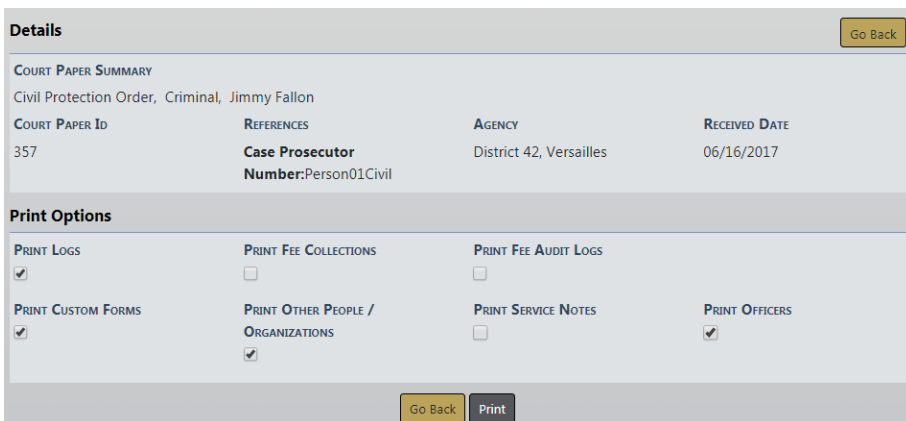 Details
Go Back
COURT PAPER SUMMARY
Civil Protection Order, Criminal, Jimmy Fallon
COURT PAPER ID REFERENCES AGENCY RECEIVED DATE
357 Case Prosecutor District 42, Versailles 06/16/2017
Number:Person01Civil
Print Options
PRINT LOGS PRINT FEE COLLECTIONS PRINT FEE AUDIT LOGS
PRINT CUSTOM FORMS PRINT OTHER PEOPLE / PRINT SERVICE NOTES PRINT OFFICERS
ORGANIZATIONS
Go Back Print